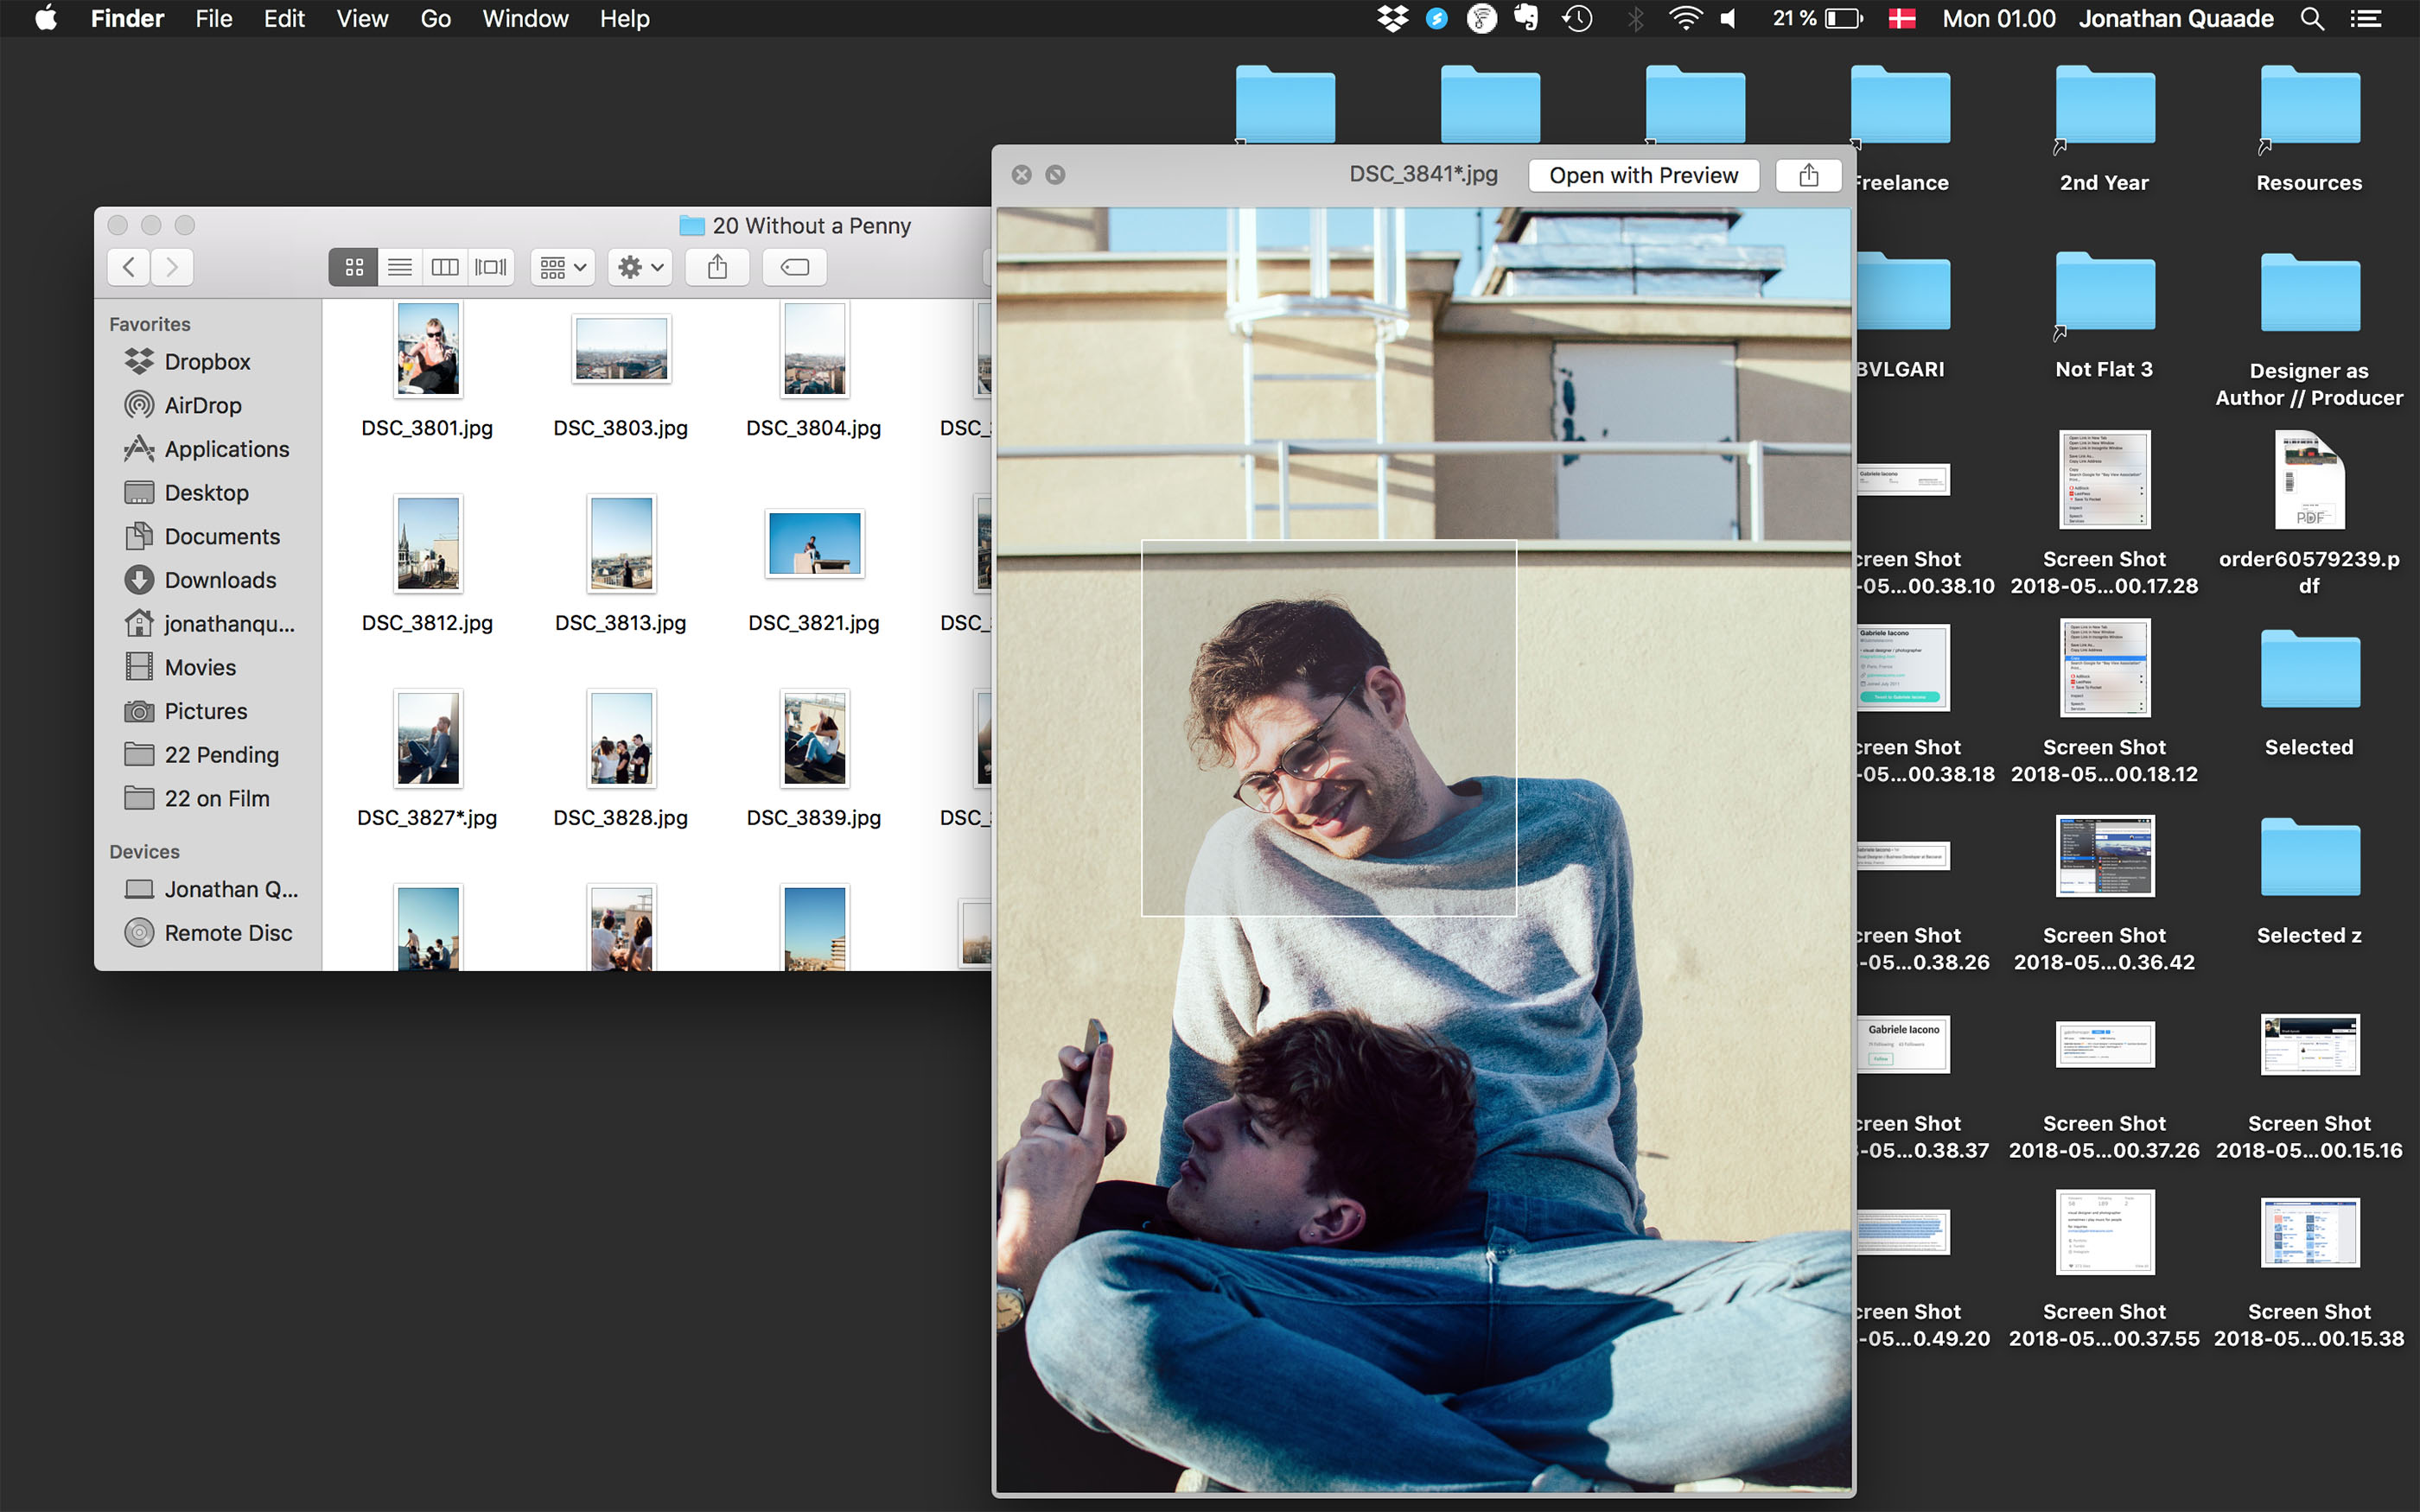 Finder File Edit View Go Window Help
21 % Mon 01.00 Jonathan Quaade
DSC_3841*.jpg Open with Preview
20 Without a Penny
Favorites
Dropbox
AirDrop
Applications
Desktop
Documents
Downloads
jonathanqu...
Movies
Pictures
22 Pending
22 on Film
Devices
Jonathan Q...
Remote Disc
DSC_3801.jpg DSC_3803.jpg DSC_3804.jpg DSC_
DSC_3812.jpg DSC_3813.jpg DSC_3821.jpg DSC_
DSC_3827*.jpg DSC_3828.jpg DSC_3839.jpg DSC_
Freelance 2nd Year Resources
BVLGARI Not Flat 3 Designer as
Author // Producer
PDF
creen Shot Screen Shot order60579239.p
-05...00.38.10 2018-05...00.17.28 df
Gabriele Iacono
creen Shot Screen Shot Selected
-05...00.38.18 2018-05...00.18.12
creen Shot Screen Shot Selected z
-05...0.38.26 2018-05...0.36.42
Gabriele Iacono
creen Shot Screen Shot Screen Shot
-05...0.38.37 2018-05...00.37.26 2018-05...00.15.16
creen Shot Screen Shot Screen Shot
-05...0.49.20 2018-05...00.37.55 2018-05...00.15.38